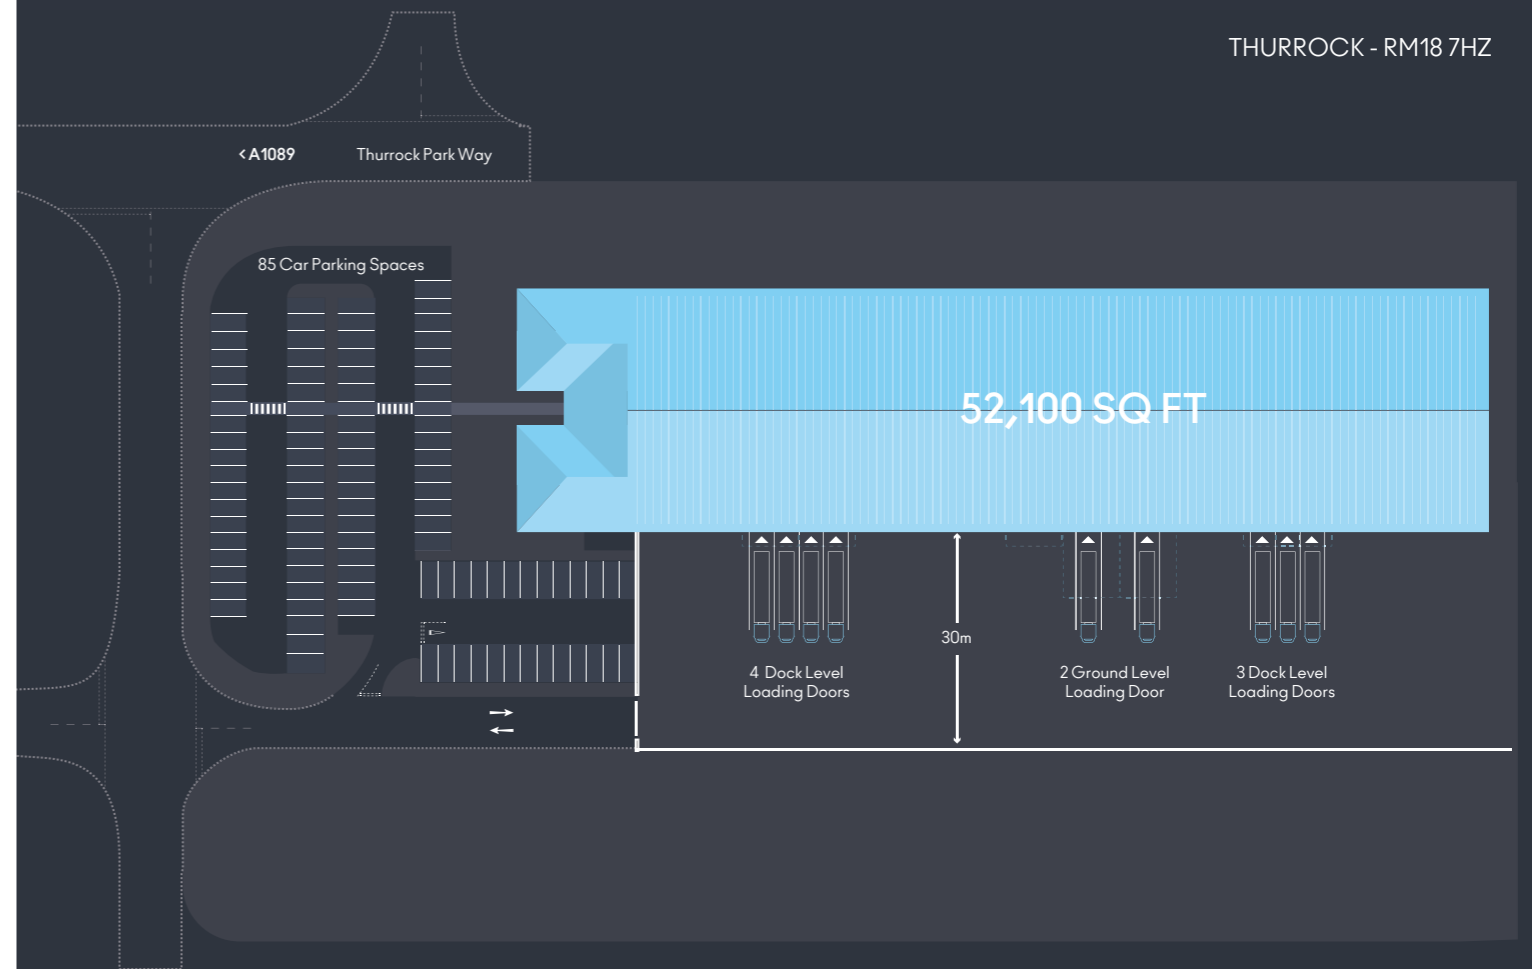 THURROCK - RM18 7HZ
<A1089
Thurrock Park Way
85 Car Parking Spaces
52,100 SQ FT
30m
4 Dock Level
Loading Doors
2 Ground Level
Loading Door
3 Dock Level
Loading Doors